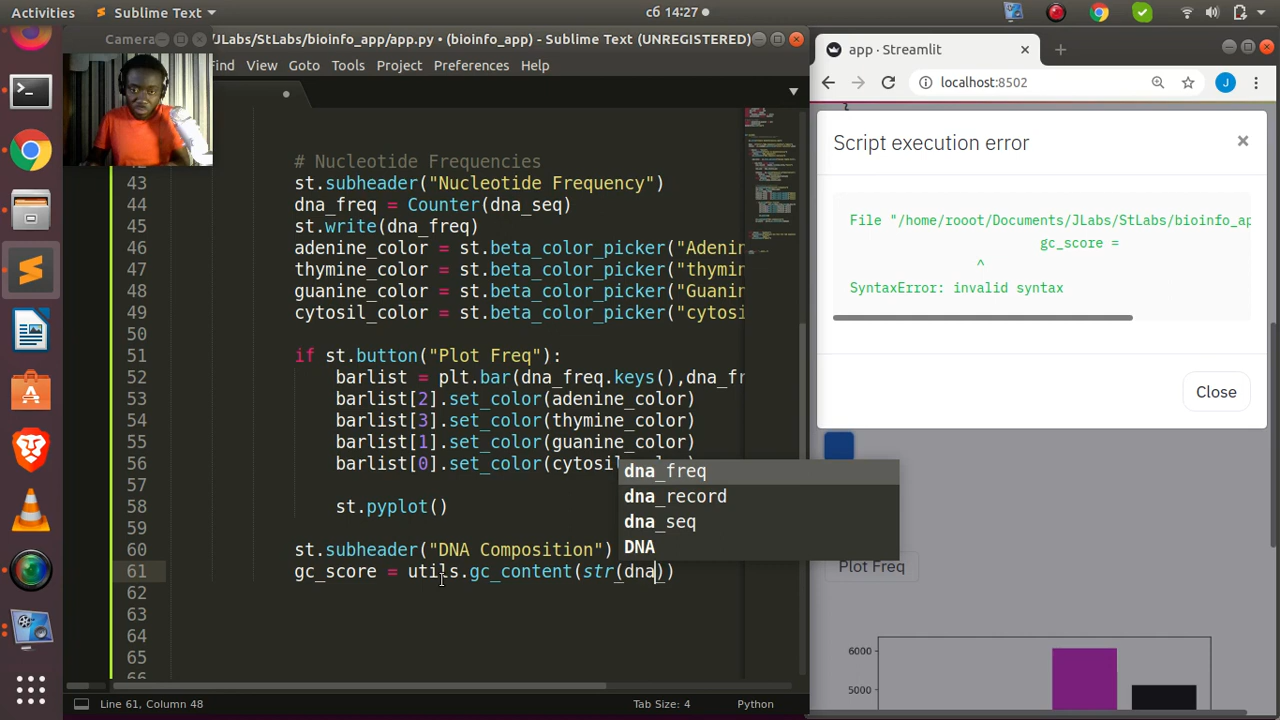 Activities
Sublime Text
сб 14:27
Camera
/JLabs/StLabs/bioinfo_app/app.py • (bioinfo_app) - Sublime Text (UNREGISTERED)
Find View Goto Tools Project Preferences Help
# Nucleotide Frequencies
43 st.subheader("Nucleotide Frequency")
44 dna_freq = Counter(dna_seq)
45 st.write(dna_freq)
46 adenine_color = st.beta_color_picker("Adenin
47 thymine_color = st.beta_color_picker("thymin
48 guanine_color = st.beta_color_picker("Guanin
49 cytosil_color = st.beta_color_picker("cytosi
50
51 if st.button("Plot Freq"):
52 barlist = plt.bar(dna_freq.keys(),dna_fr
53 barlist[2].set_color(adenine_color)
54 barlist[3].set_color(thymine_color)
55 barlist[1].set_color(guanine_color)
56 barlist[0].set_color(cytosil
dna_freq
57
dna_record
58 st.pyplot()
dna_seq
59
DNA
60 st.subheader("DNA Composition")
61 gc_score = utils.gc_content(str(dna))
62
63
64
65
66
Line 61, Column 48
Tab Size: 4
Python
app · Streamlit
localhost:8502
J
Script execution error
File "/home/rooot/Documents/JLabs/StLabs/bioinfo_ap
gc_score =
^
SyntaxError: invalid syntax
Close
Plot Freq
6000
5000